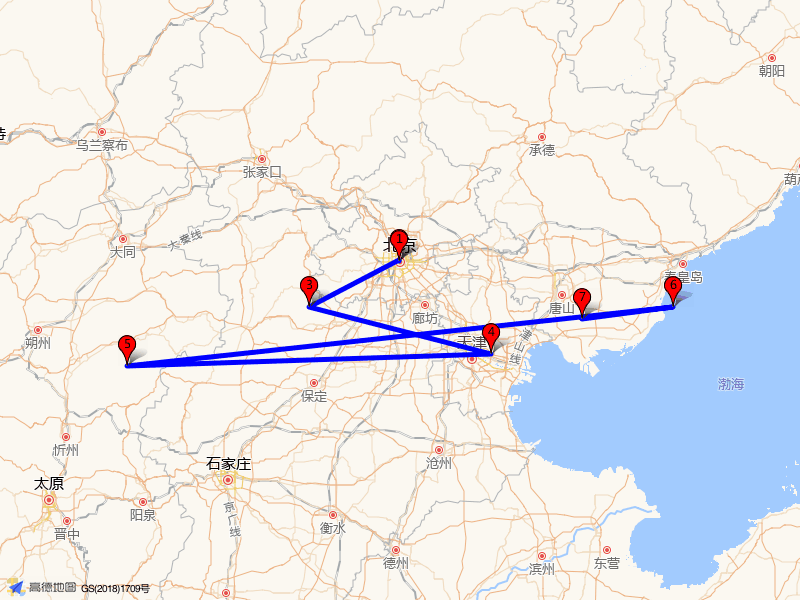 朝阳
特
乌兰察布
承德
张家口
葫芦
大秦线
大同
北京
1
秦皇岛
3
6
7
唐山
廊坊
朔州
4
天津
津山线
5
渤海
保定
忻州
沧州
石家庄
太原
阳泉
京广线
衡水
晋中
德州
滨州
东营
高德地图 GS(2018)1709号